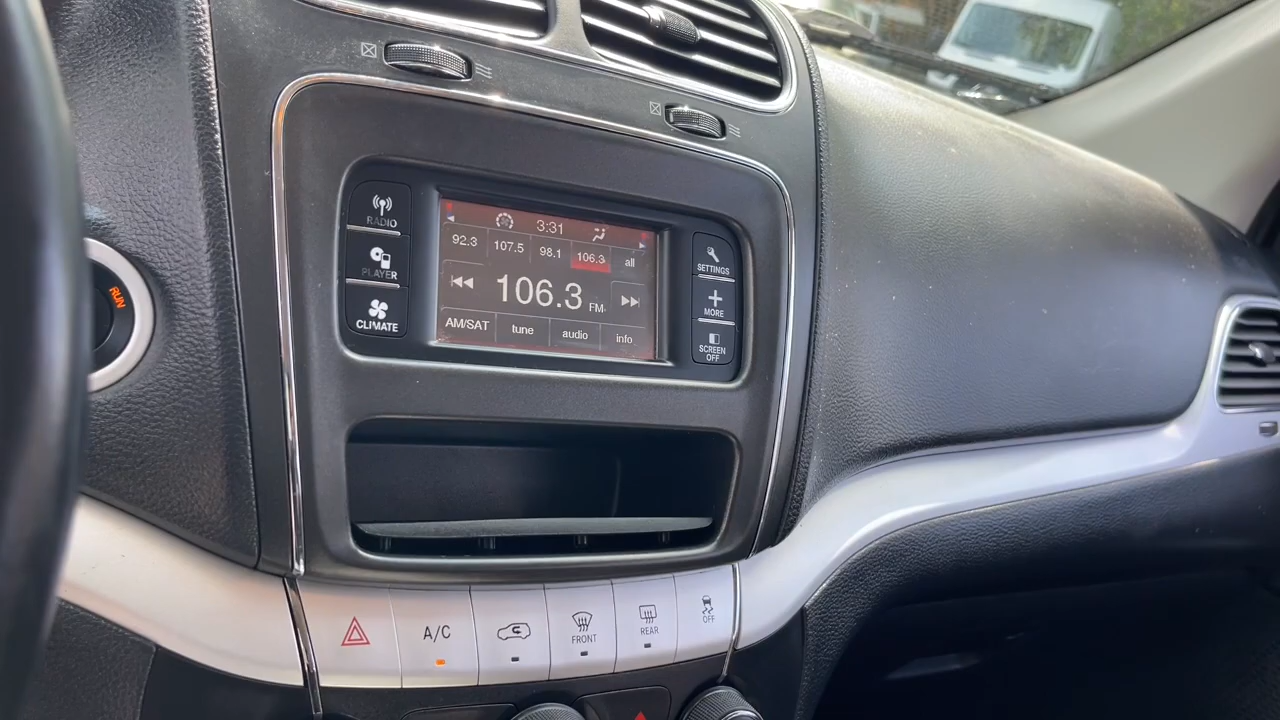 RADIO
PLAYER
CLIMATE
3:31
92.3 107.5 98.1 106.3 all
106.3 FM
AM/SAT tune audio info
SETTINGS
MORE
SCREEN
OFF
RUN
A/C
FRONT
REAR
OFF